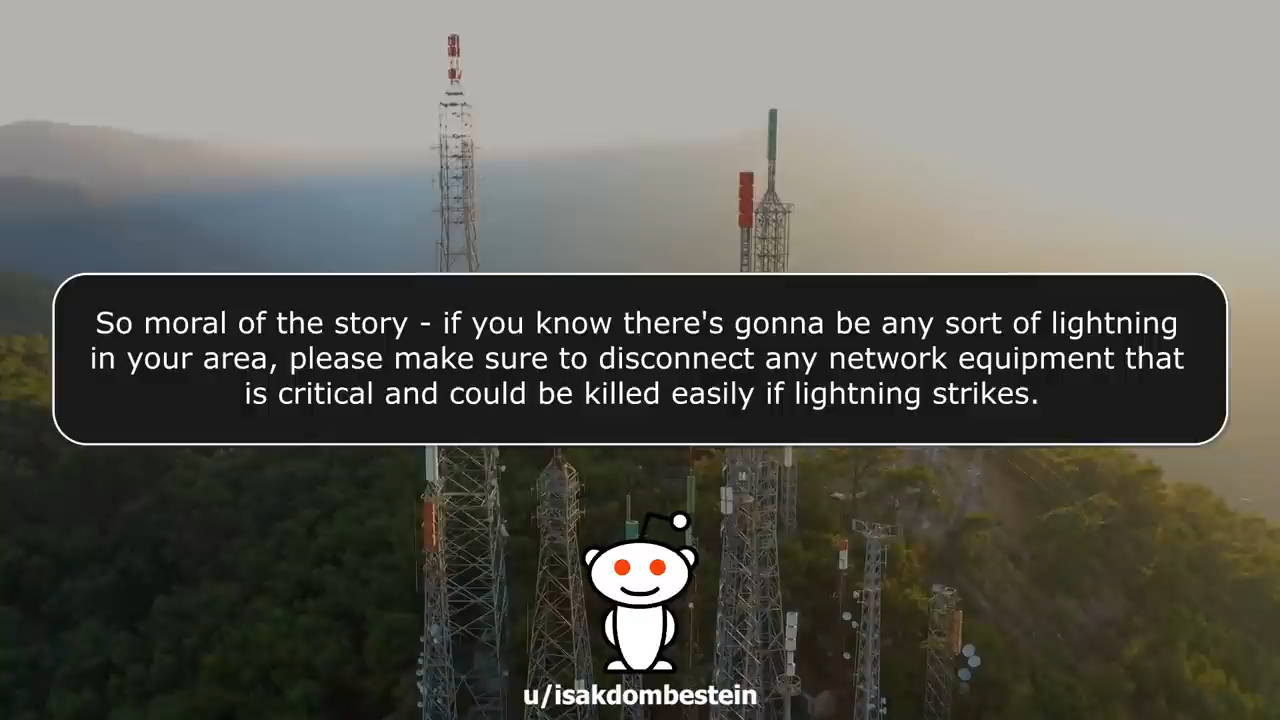 So moral of the story - if you know there's gonna be any sort of lightning
in your area, please make sure to disconnect any network equipment that
is critical and could be killed easily if lightning strikes.
u/isakdombestein